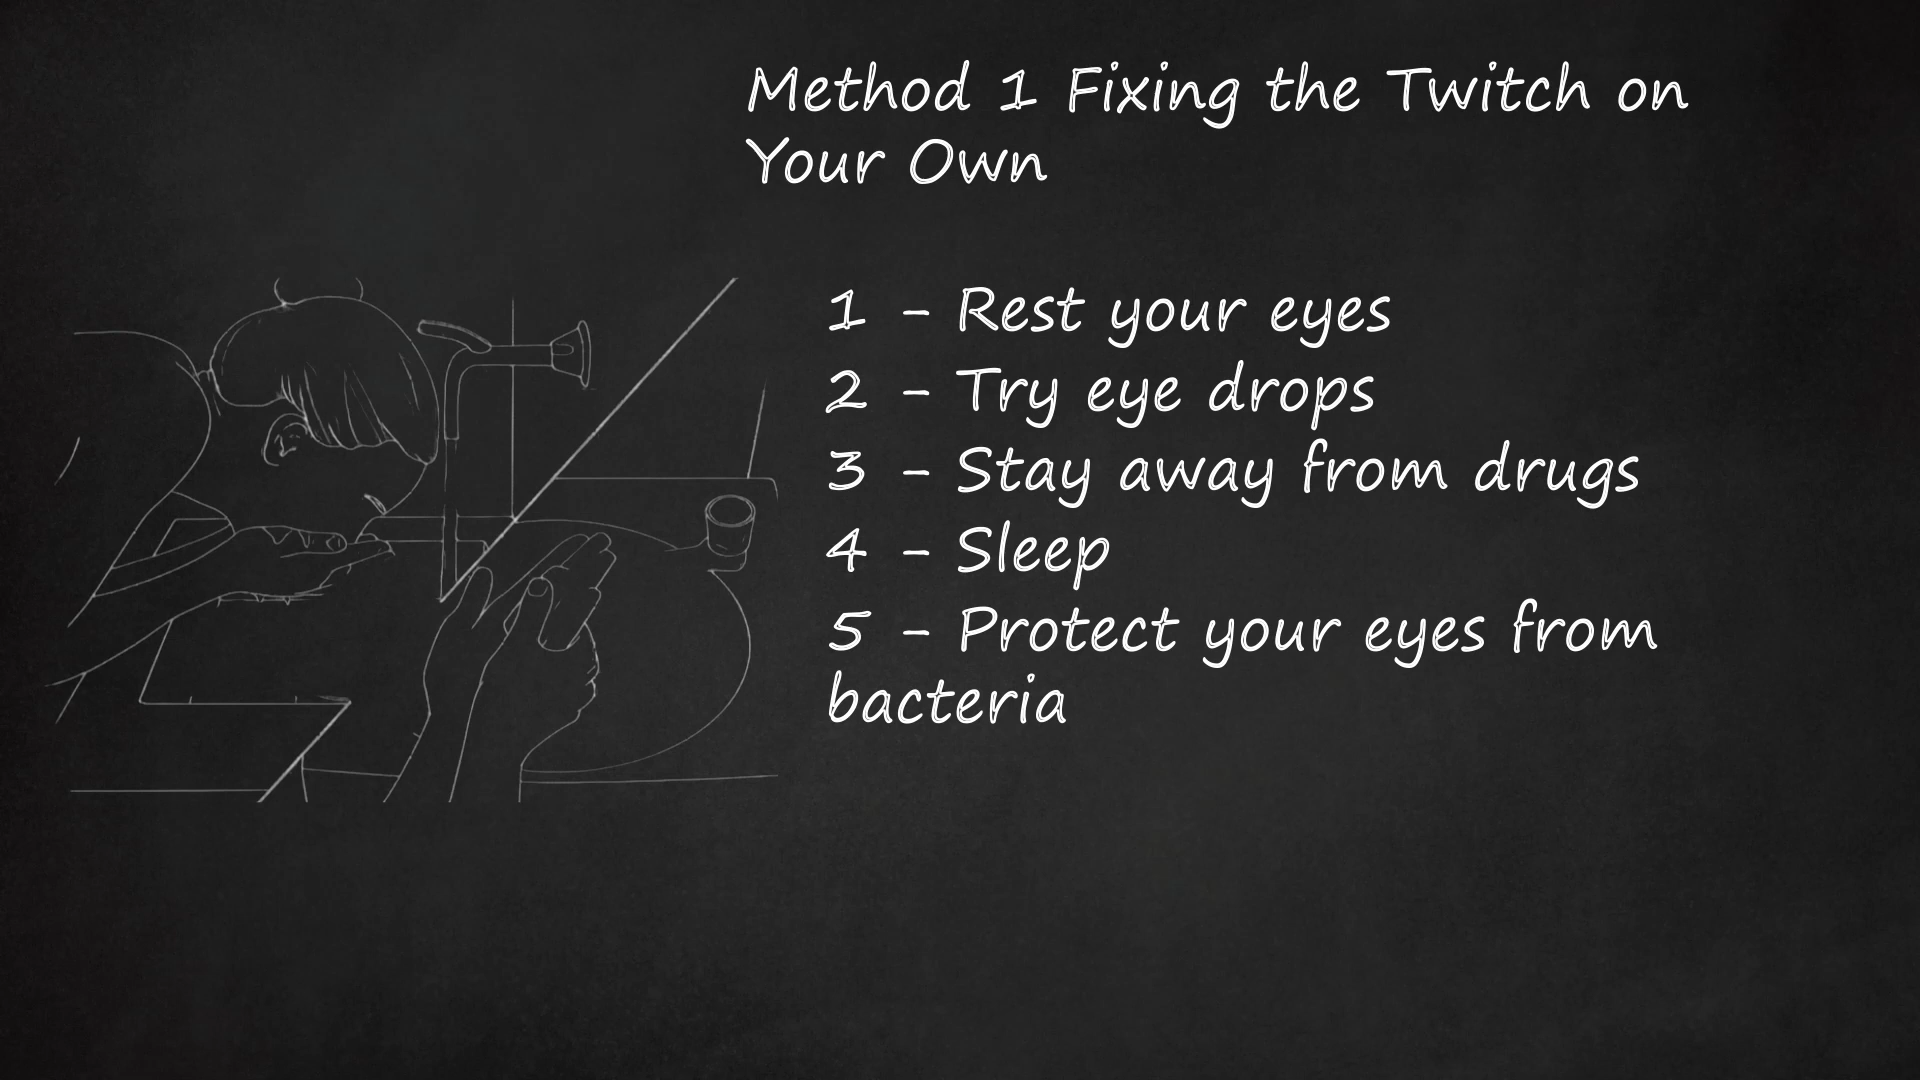 Method 1 Fixing the Twitch on
Your Own
1 - Rest your eyes
2 - Try eye drops
3 - Stay away from drugs
4 - Sleep
5 - Protect your eyes from
bacteria